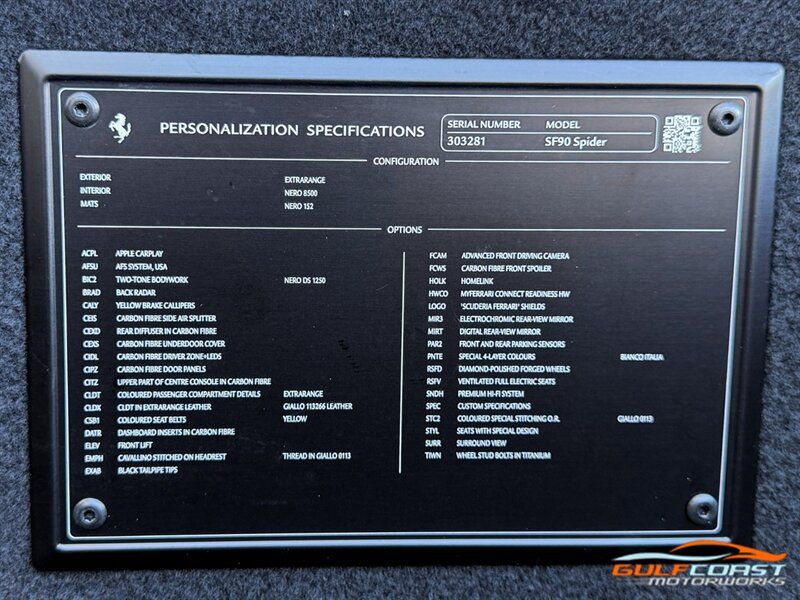 PERSONALIZATION SPECIFICATIONS
SERIAL NUMBER MODEL
303281 SF90 Spider
CONFIGURATION
EXTERIOR EXTRARANGE
INTERIOR NERO 8500
MATS NERO 152
OPTIONS
ACPL APPLE CARPLAY
AFSU AFS SYSTEM, USA
BIC2 TWO-TONE BODYWORK NERO DS 1250
BRAD BACK RADAR
CALY YELLOW BRAKE CALLIPERS
CEIS CARBON FIBRE SIDE AIR SPLITTER
CEXD REAR DIFFUSER IN CARBON FIBRE
CEXS CARBON FIBRE UNDERDOOR COVER
CIDL CARBON FIBRE DRIVER ZONE+LEDS
CIPZ CARBON FIBRE DOOR PANELS
CITZ UPPER PART OF CENTRE CONSOLE IN CARBON FIBRE
CLDT COLOURED PASSENGER COMPARTMENT DETAILS EXTRARANGE
CLDX CLDT IN EXTRARANGE LEATHER GIALLO 113266 LEATHER
CSB1 COLOURED SEAT BELTS YELLOW
DATR DASHBOARD INSERTS IN CARBON FIBRE
ELEV FRONT LIFT
EMPH CAVALLINO STITCHED ON HEADREST THREAD IN GIALLO 0113
EXAB BLACK TAILPIPE TIPS
FCAM ADVANCED FRONT DRIVING CAMERA
FCWS CARBON FIBRE FRONT SPOILER
HOLK HOMELINK
HWCO MYFERRARI CONNECT READINESS HW
LOGO 'SCUDERIA FERRARI' SHIELDS
MIR3 ELECTROCHROMIC REAR-VIEW MIRROR
MIRT DIGITAL REAR-VIEW MIRROR
PAR2 FRONT AND REAR PARKING SENSORS
PNTE SPECIAL 4-LAYER COLOURS BIANCO ITALIA
RSFD DIAMOND-POLISHED FORGED WHEELS
RSFV VENTILATED FULL ELECTRIC SEATS
SNDH PREMIUM HI-FI SYSTEM
SPEC CUSTOM SPECIFICATIONS
STC2 COLOURED SPECIAL STITCHING O.R. GIALLO 0113
STYL SEATS WITH SPECIAL DESIGN
SURR SURROUND VIEW
TIWN WHEEL STUD BOLTS IN TITANIUM
GULFCOAST
MOTORWORKS